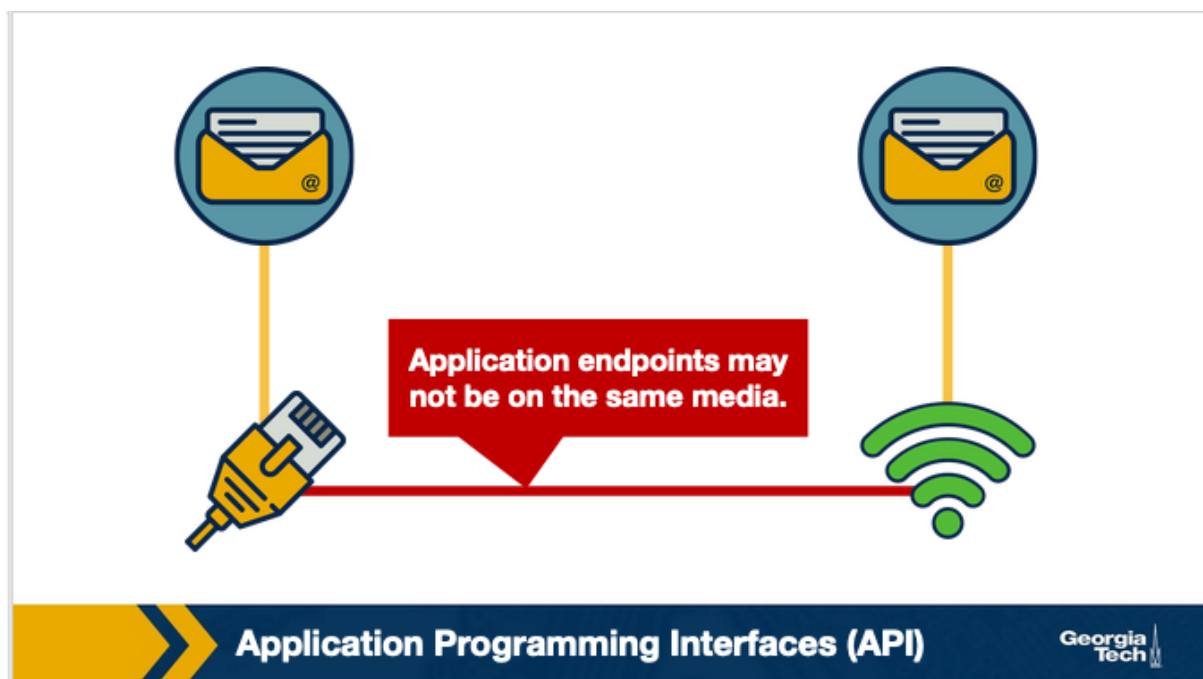 @
@
Application endpoints may
not be on the same media.
Application Programming Interfaces (API)
Georgia
Tech